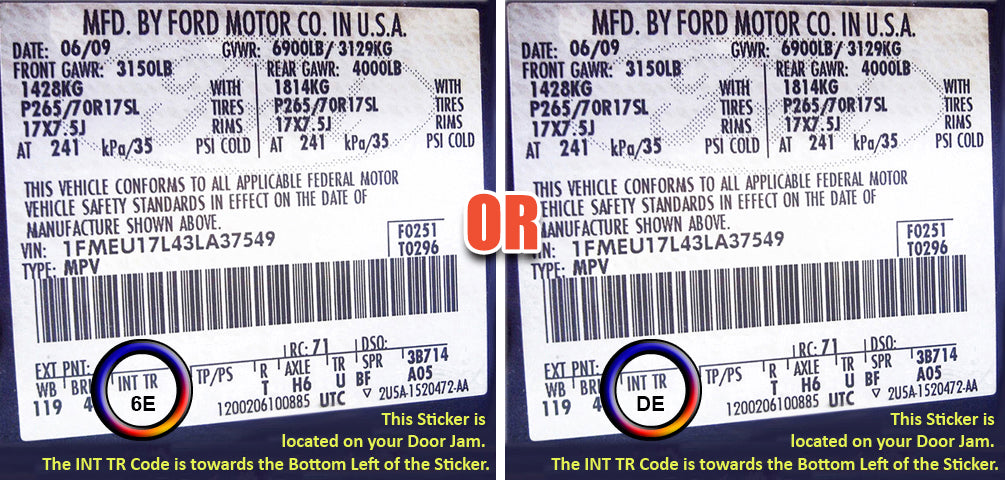 MFD. BY FORD MOTOR CO. IN U.S.A.
DATE: 06/09 GVWR: 6900LB/ 3129KG
FRONT GAWR: 3150LB REAR GAWR: 4000LB
1428KG WITH 1814KG WITH
P265/70R17SL TIRES P265/70R17SL TIRES
17X7.5J RIMS 17X7.5J RIMS
AT 241 kPa/35 PSI COLD AT 241 kPa/35 PSI COLD
THIS VEHICLE CONFORMS TO ALL APPLICABLE FEDERAL MOTOR
VEHICLE SAFETY STANDARDS IN EFFECT ON THE DATE OF
MANUFACTURE SHOWN ABOVE.
VIN: 1FMEU17L43LA37549 F0251
TYPE: MPV T0296
EXT PNT: RC: 71 DSO:
WB BRK INT TR TP/PS R AXLE TR SPR 3B714
119 4 6E T H6 U BF A05
1200206100885 UTC ▽ 2U5A-1520472-AA
This Sticker is
located on your Door Jam.
The INT TR Code is towards the Bottom Left of the Sticker.
OR
MFD. BY FORD MOTOR CO. IN U.S.A.
DATE: 06/09 GVWR: 6900LB/ 3129KG
FRONT GAWR: 3150LB REAR GAWR: 4000LB
1428KG WITH 1814KG WITH
P265/70R17SL TIRES P265/70R17SL TIRES
17X7.5J RIMS 17X7.5J RIMS
AT 241 kPa/35 PSI COLD AT 241 kPa/35 PSI COLD
THIS VEHICLE CONFORMS TO ALL APPLICABLE FEDERAL MOTOR
VEHICLE SAFETY STANDARDS IN EFFECT ON THE DATE OF
MANUFACTURE SHOWN ABOVE.
VIN: 1FMEU17L43LA37549 F0251
TYPE: MPV T0296
EXT PNT: RC: 71 DSO:
WB INT TR TP/PS R AXLE TR SPR 3B714
119 4 DE T H6 U BF A05
1200206100885 UTC ▽ 2U5A-1520472-AA
This Sticker is
located on your Door Jam.
The INT TR Code is towards the Bottom Left of the Sticker.